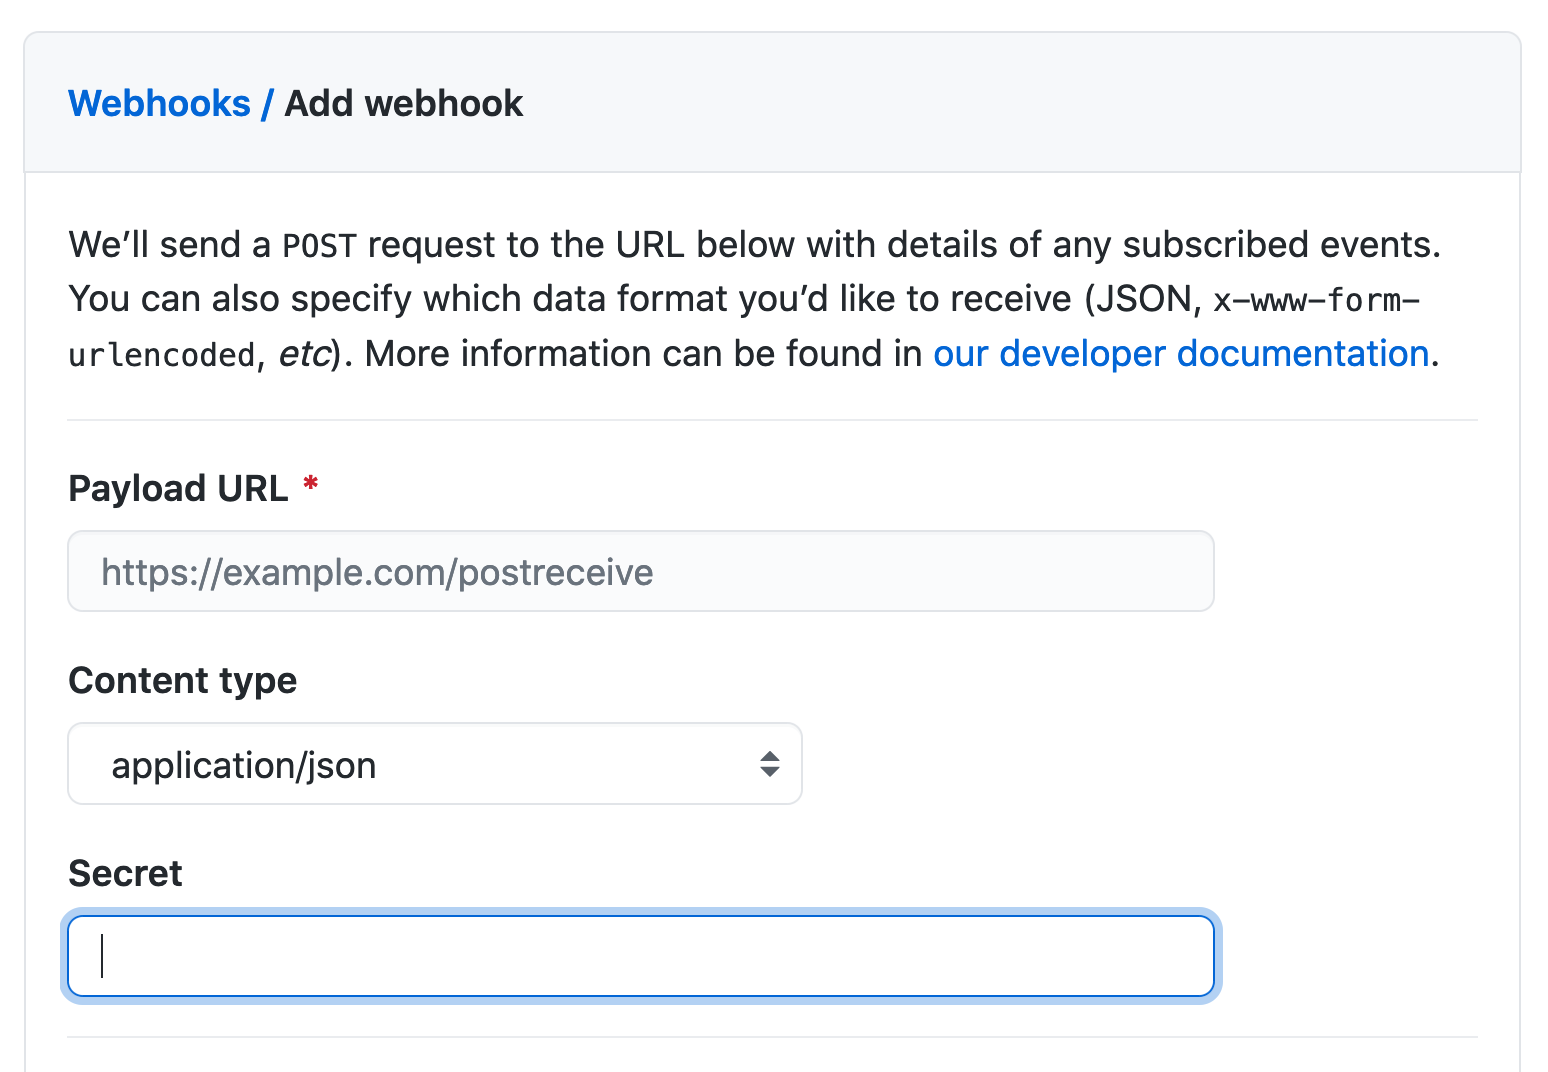 Webhooks / Add webhook
We’ll send a POST request to the URL below with details of any subscribed events.
You can also specify which data format you’d like to receive (JSON, x-www-form-
urlencoded, etc). More information can be found in our developer documentation.
Payload URL *
https://example.com/postreceive
Content type
application/json
Secret